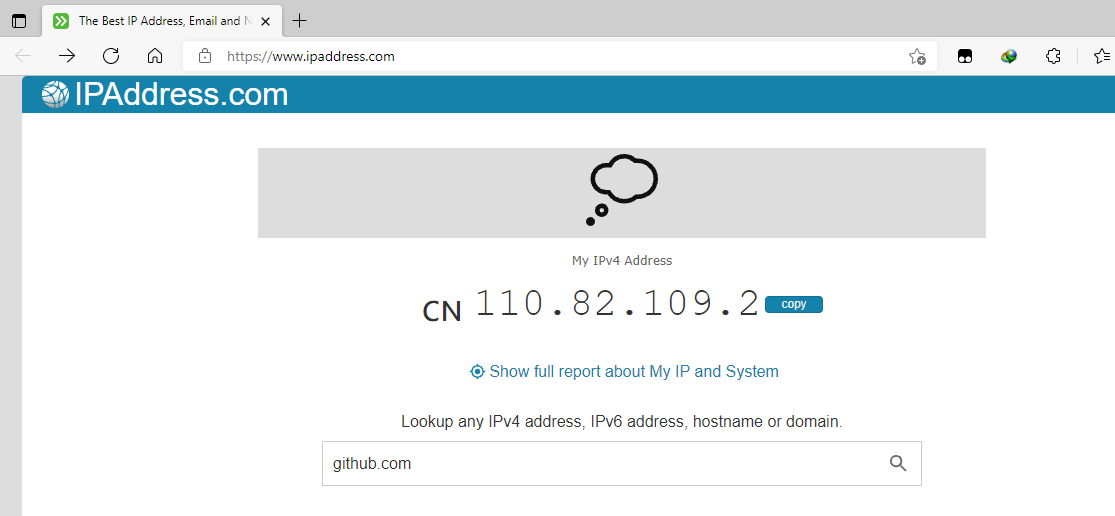 The Best IP Address, Email and N
https://www.ipaddress.com
IPAddress.com
My IPv4 Address
CN 110.82.109.2 copy
Show full report about My IP and System
Lookup any IPv4 address, IPv6 address, hostname or domain.
github.com